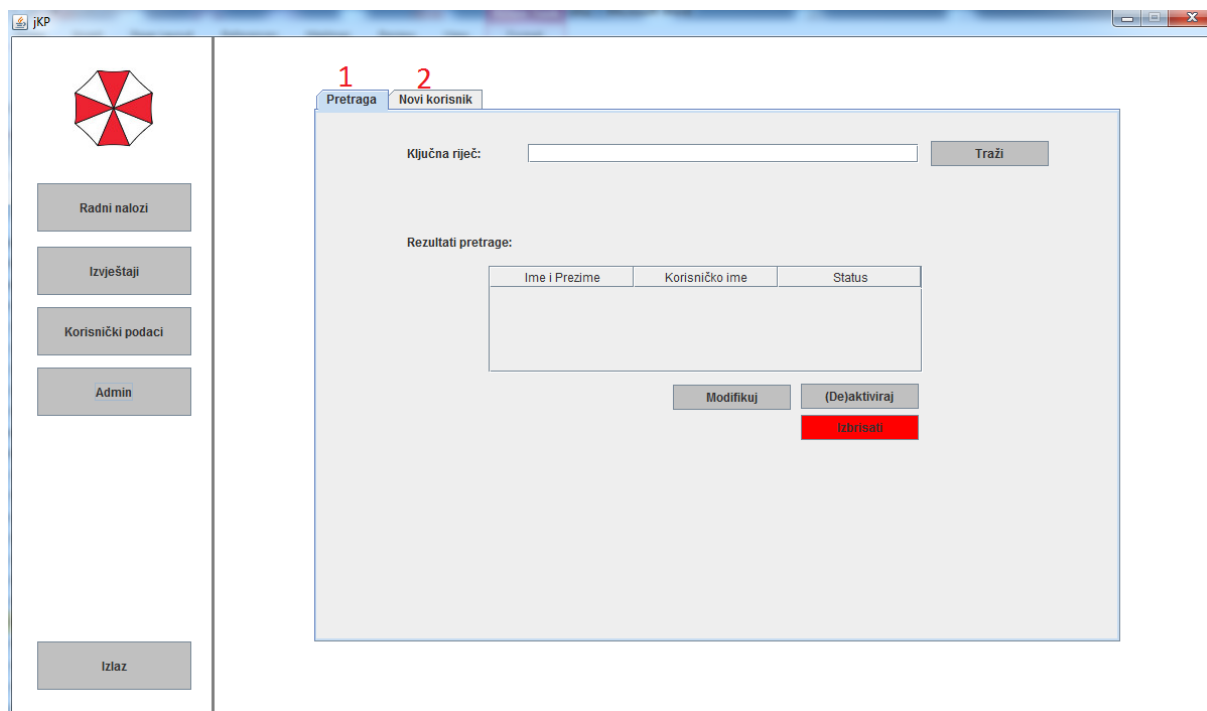 jKP
1
2
Pretraga
Novi korisnik
Ključna riječ:
Traži
Radni nalozi
Rezultati pretrage:
Izvještaji
Ime i Prezime
Korisničko ime
Status
Korisnički podaci
Admin
Modifikuj
(De)aktiviraj
Izbrisati
Izlaz